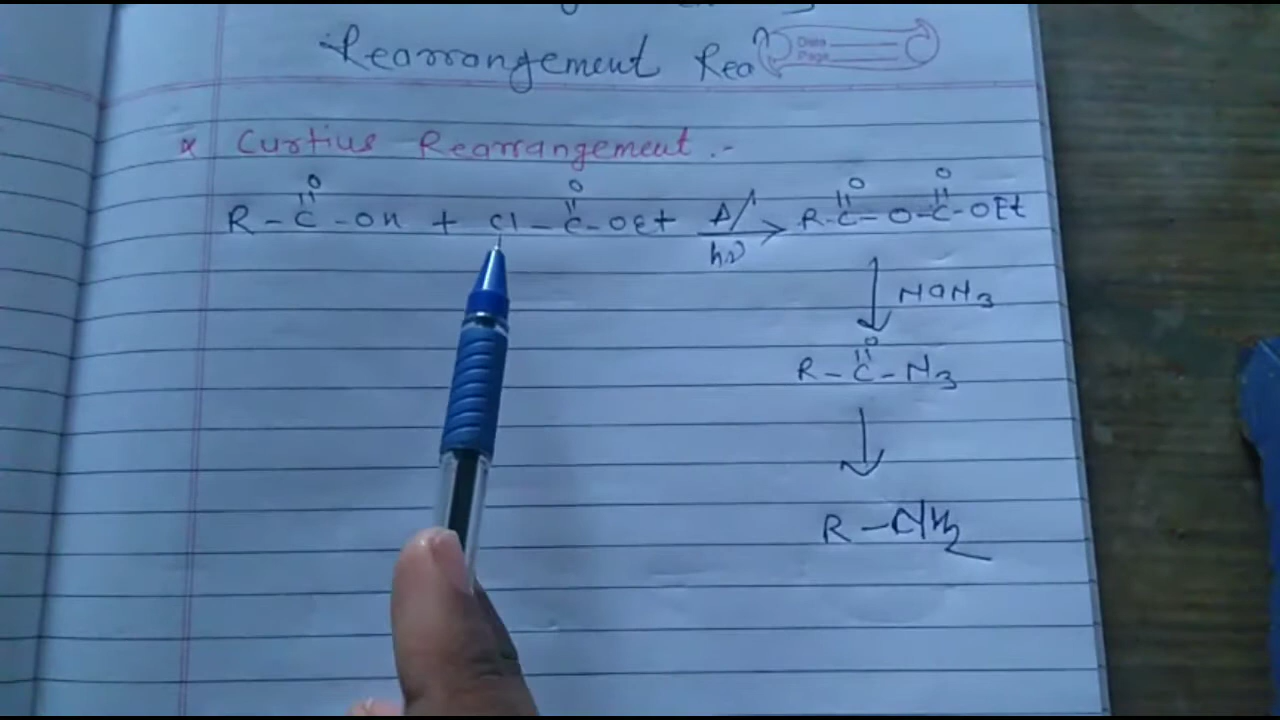 Rearrangement Rea
Date
Page
* Curtius Rearrangement :-
O O O O
R - C - OH + Cl - C - OEt Δ/ → R - C - O - C - OEt
hν
NaN3
O
R - C - N3
R - NH2